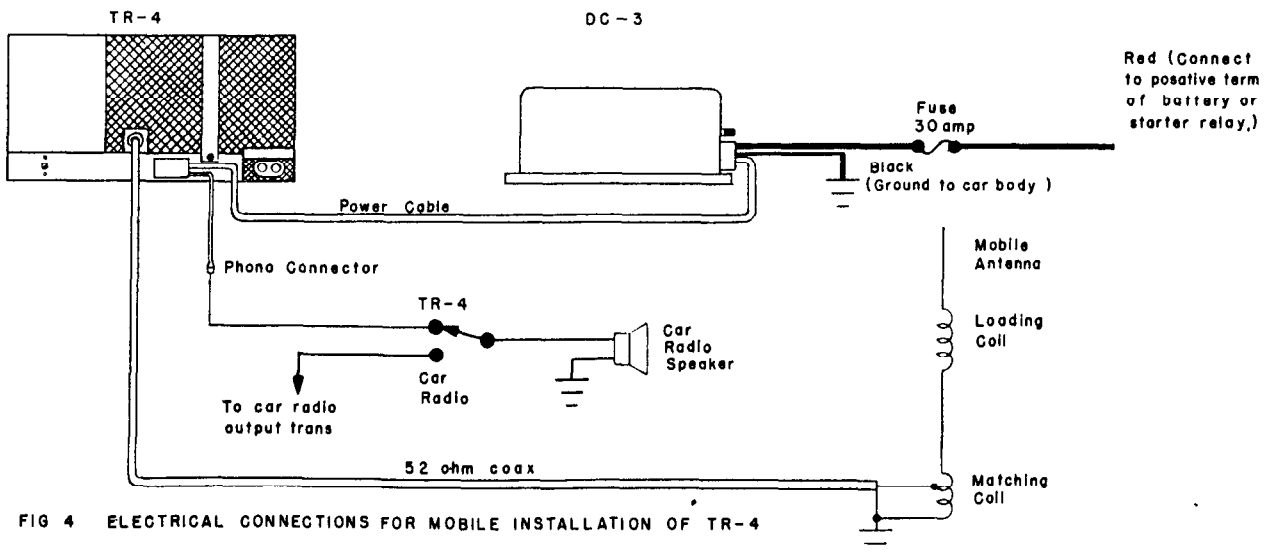 TR-4
DC-3
Red (Connect
to posative term
of battery or
starter relay.)
Fuse
30 amp
Black
(Ground to car body )
Power Cable
Mobile
Antenna
Phono Connector
TR-4
Loading
Coil
Car
Radio
Speaker
Car
Radio
To car radio
output trans
52 ohm coax
Matching
Coil
FIG 4 ELECTRICAL CONNECTIONS FOR MOBILE INSTALLATION OF TR-4